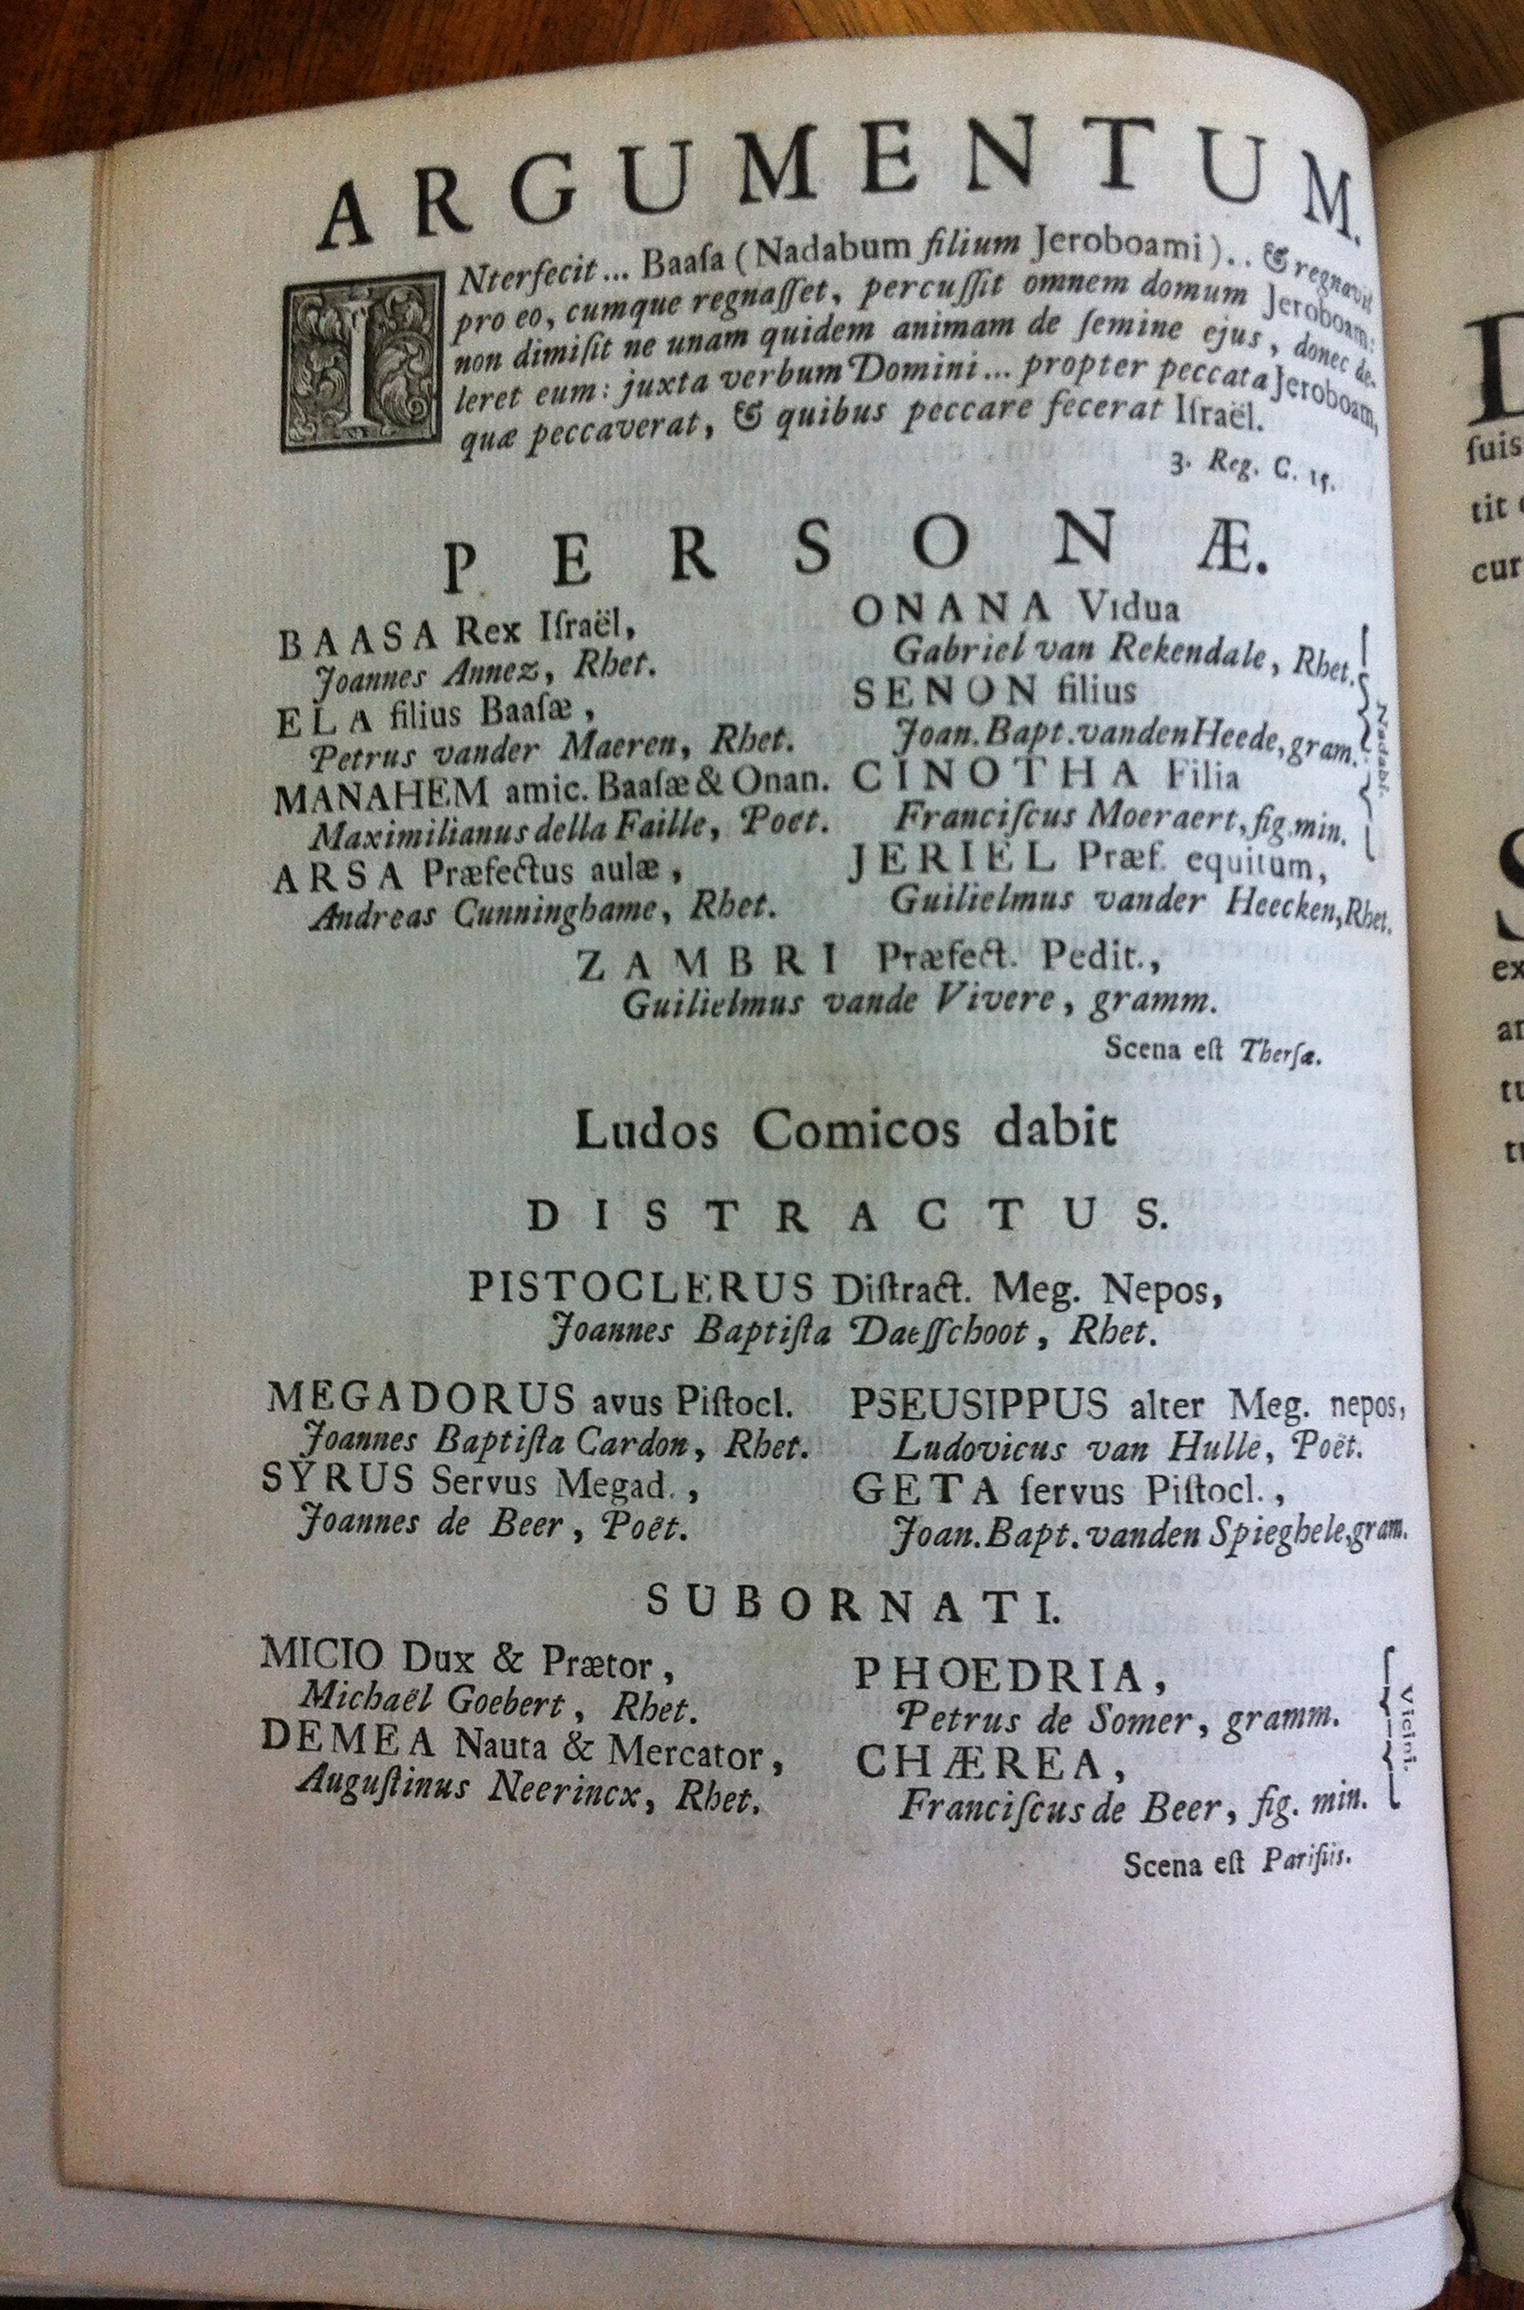 ARGUMENTUM.
INterfecit... Baaſa (Nadabum filium Jeroboami).. & regnavit
pro eo, cumque regnaſſet, percuſſit omnem domum Jeroboam:
non dimiſit ne unam quidem animam de ſemine ejus, donec de-
leret eum: juxta verbum Domini... propter peccata Jeroboam,
quæ peccaverat, & quibus peccare fecerat Iſraël.
3. Reg. C. 15.
PERSONÆ.
BAASA Rex Iſraël,
Joannes Annez, Rhet.
ELA filius Baaſæ,
Petrus vander Maeren, Rhet.
MANAHEM amic. Baaſæ & Onan.
Maximilianus della Faille, Poet.
ARSA Præfectus aulæ,
Andreas Cunninghame, Rhet.
ONANA Vidua
Gabriel van Rekendale, Rhet.
SENON filius
Joan. Bapt. vanden Heede, gram.
CINOTHA Filia
Franciſcus Moeraert, fig. min.
Nadabi.
JERIEL Præf. equitum,
Guilielmus vander Heecken, Rhet.
ZAMBRI Præfect. Pedit.,
Guilielmus vande Vivere, gramm.
Scena eſt Therſæ.
Ludos Comicos dabit
DISTRACTUS.
PISTOCLERUS Diſtract. Meg. Nepos,
Joannes Baptiſta Daeſſchoot, Rhet.
MEGADORUS avus Piſtocl.
Joannes Baptiſta Cardon, Rhet.
SYRUS Servus Megad.,
Joannes de Beer, Poët.
PSEUSIPPUS alter Meg. nepos,
Ludovicus van Hulle, Poët.
GETA ſervus Piſtocl.,
Joan. Bapt. vanden Spieghele, gram.
SUBORNATI.
MICIO Dux & Prætor,
Michaël Goebert, Rhet.
DEMEA Nauta & Mercator,
Auguſtinus Neerincx, Rhet.
PHOEDRIA,
Petrus de Somer, gramm.
CHÆREA,
Franciſcus de Beer, fig. min.
Vicini.
Scena eſt Pariſiis.
ſuis
tit
cur
ex